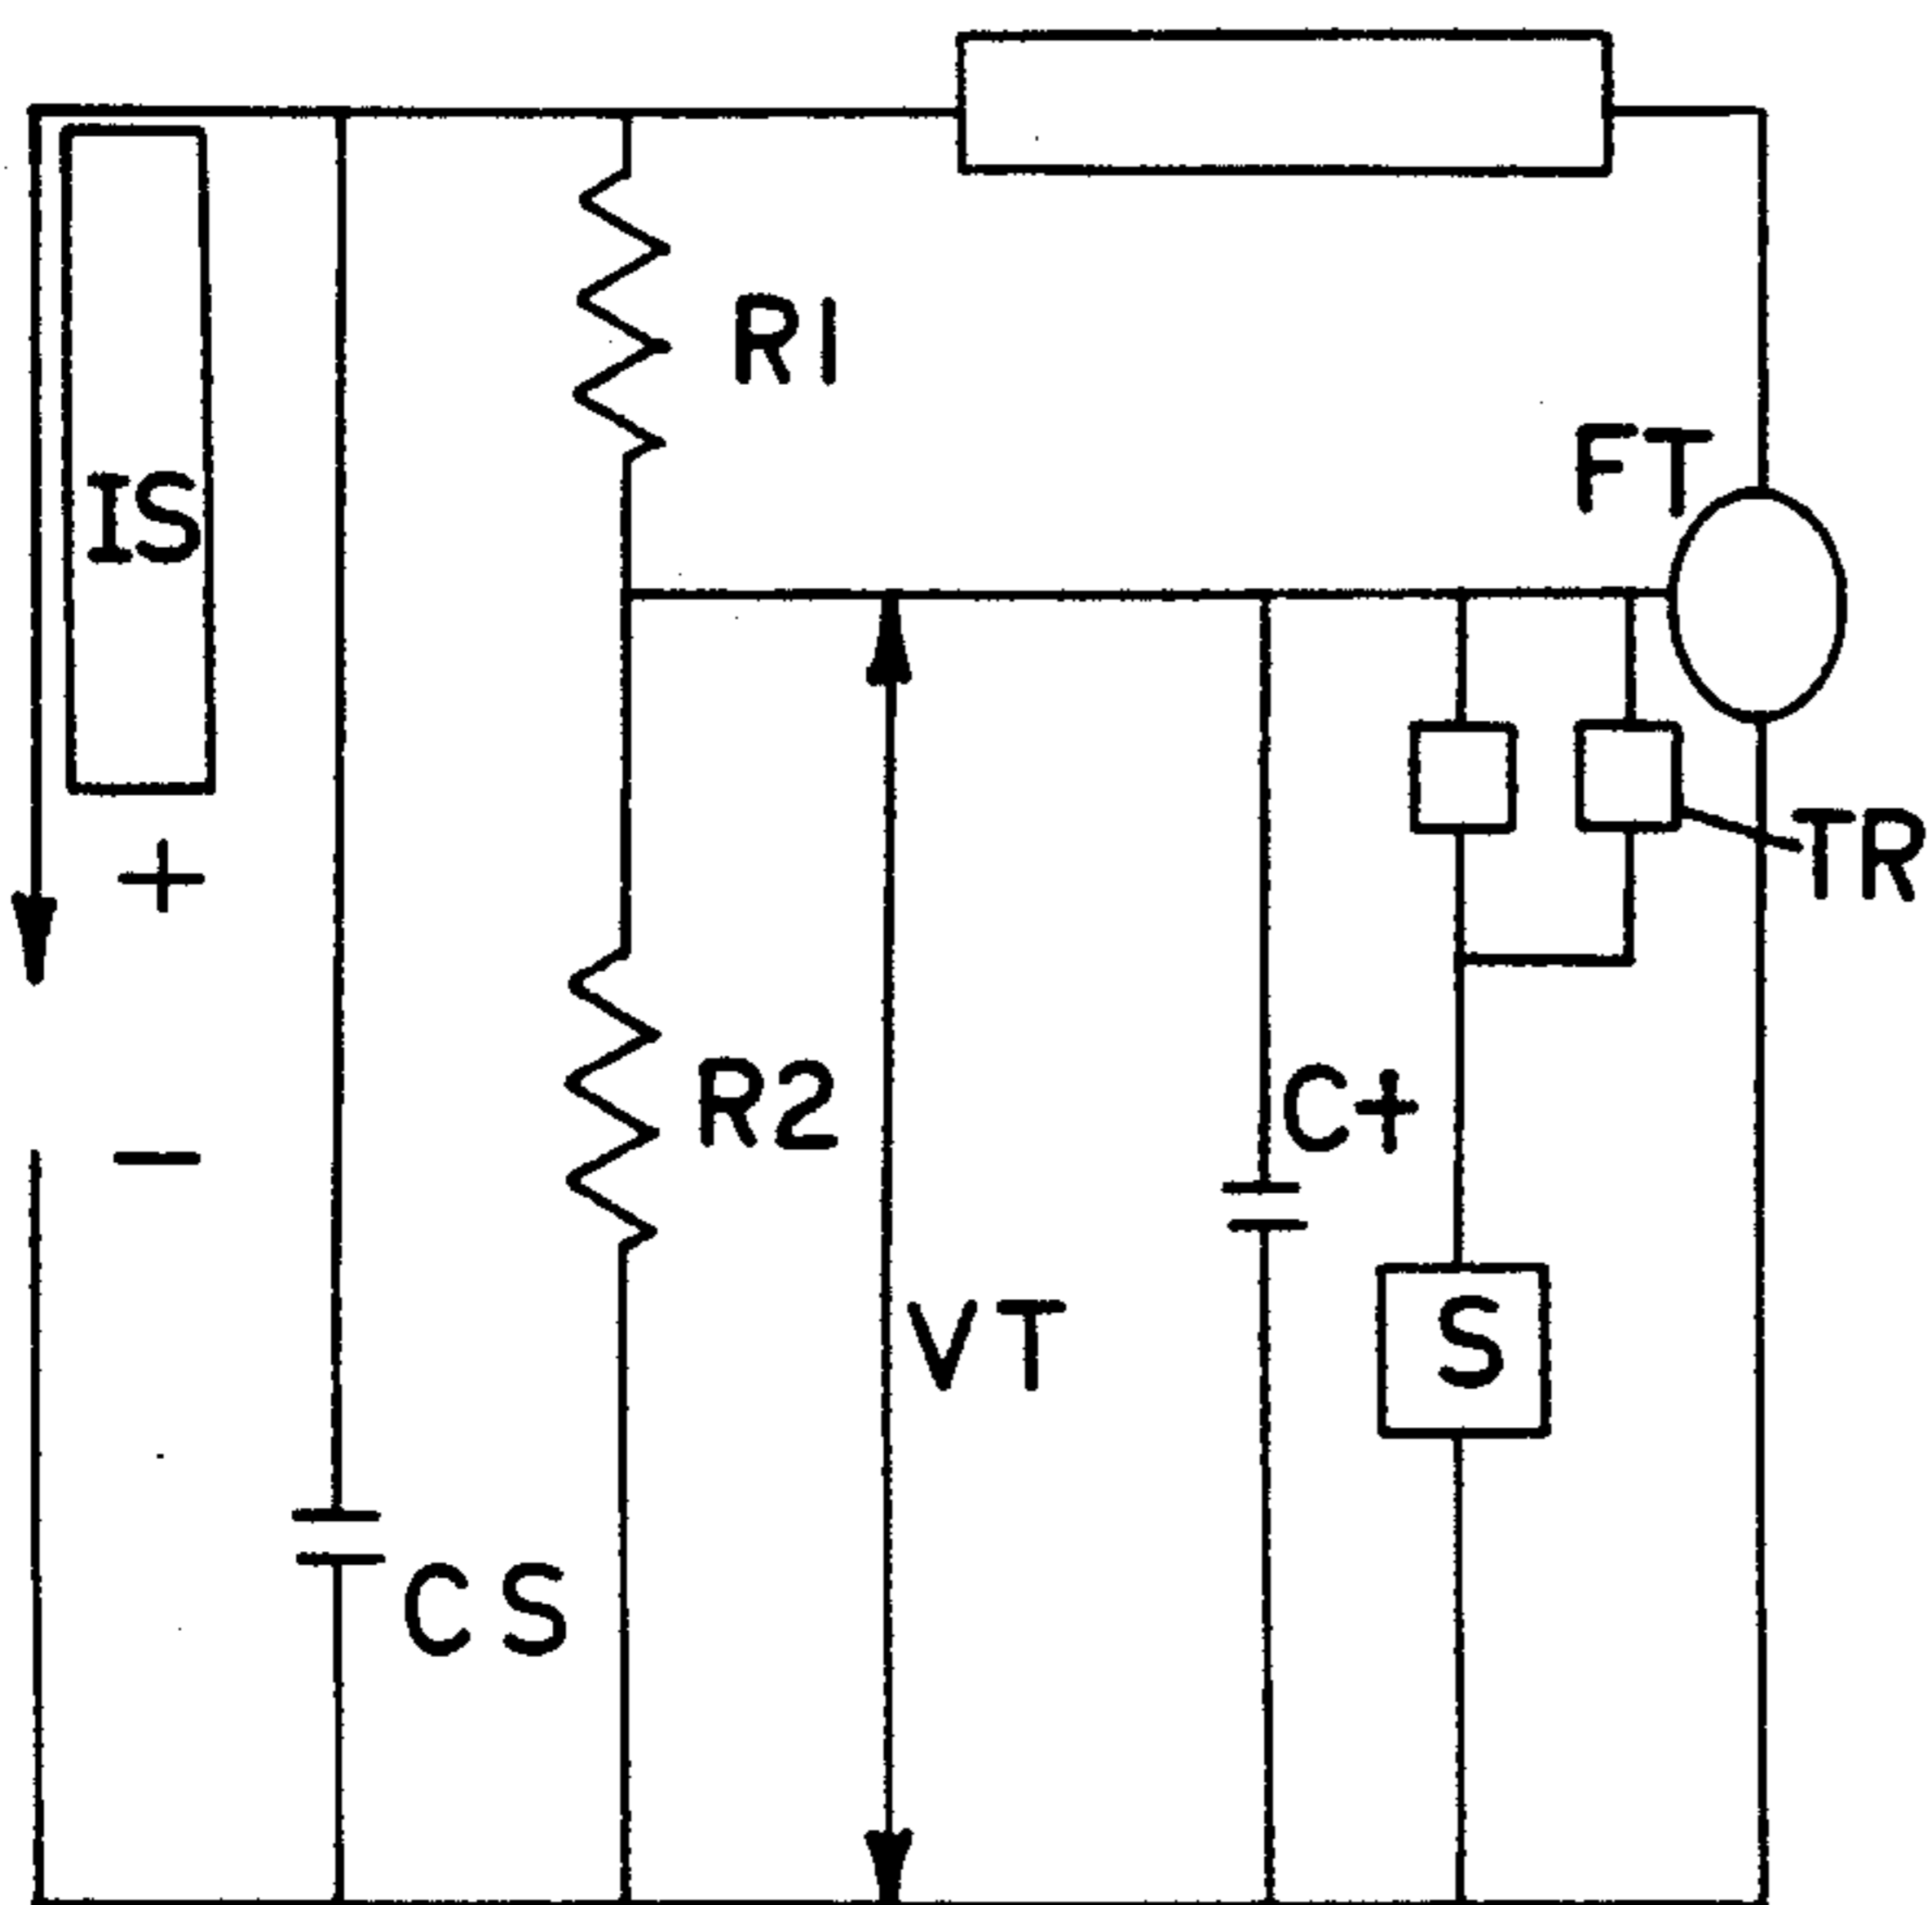 R1
FT
IS
+
TR
R2
C+
−
VT
S
CS